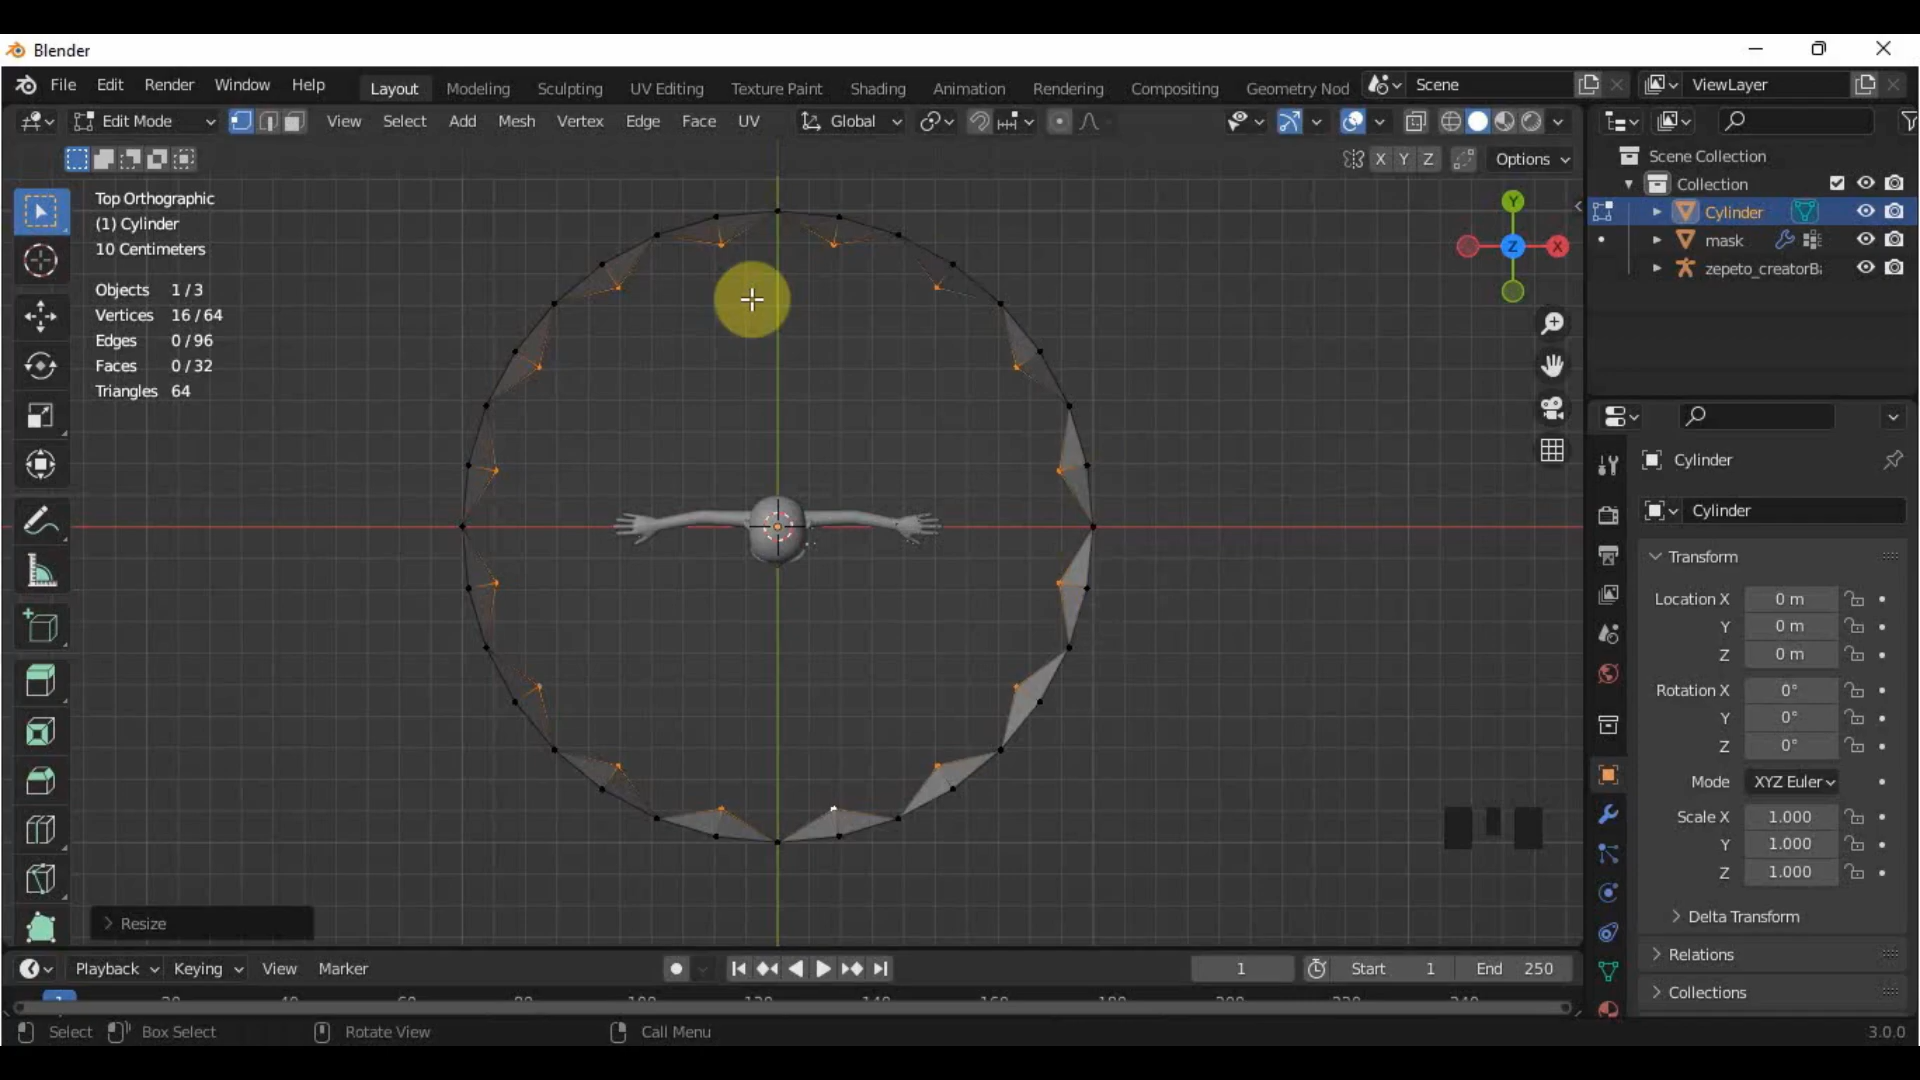 Blender
File Edit Render Window Help Layout Modeling Sculpting UV Editing Texture Paint Shading Animation Rendering Compositing Geometry Nod Scene ViewLayer
Edit Mode View Select Add Mesh Vertex Edge Face UV Global
X Y Z Options
Top Orthographic
(1) Cylinder
10 Centimeters
Objects 1/3
Vertices 16/64
Edges 0/96
Faces 0/32
Triangles 64
Y
Z X
Scene Collection
Collection
Cylinder
mask
zepeto_creatorBa
Cylinder
Cylinder
Transform
Location X 0 m
Y 0 m
Z 0 m
Rotation X 0°
Y 0°
Z 0°
Mode XYZ Euler
Scale X 1.000
Y 1.000
Z 1.000
Delta Transform
Relations
Collections
Resize
Playback Keying View Marker 1 Start 1 End 250
1
Select Box Select Rotate View Call Menu 3.0.0